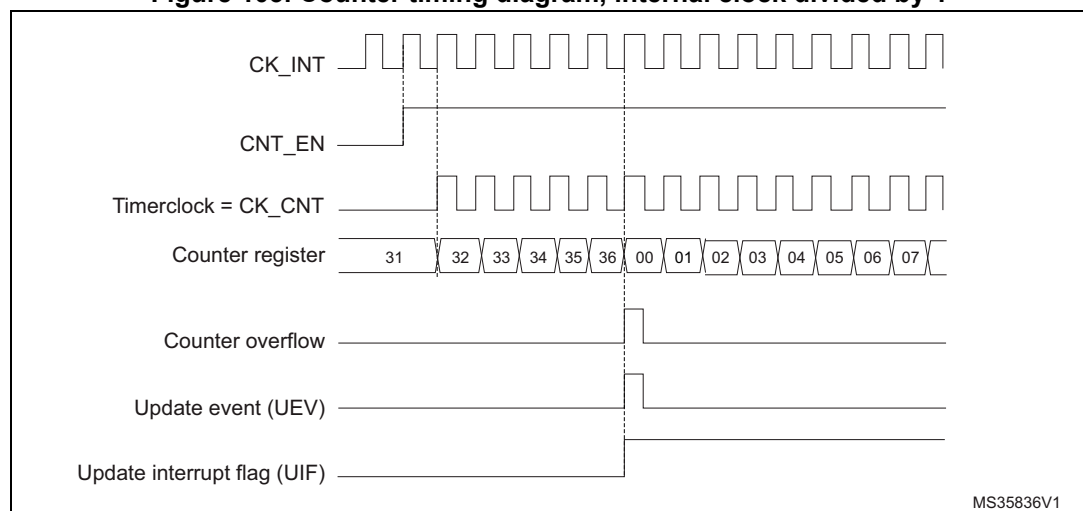 CK_INT
CNT_EN
Timerclock = CK_CNT
Counter register 31 32 33 34 35 36 00 01 02 03 04 05 06 07
Counter overflow
Update event (UEV)
Update interrupt flag (UIF)
MS35836V1